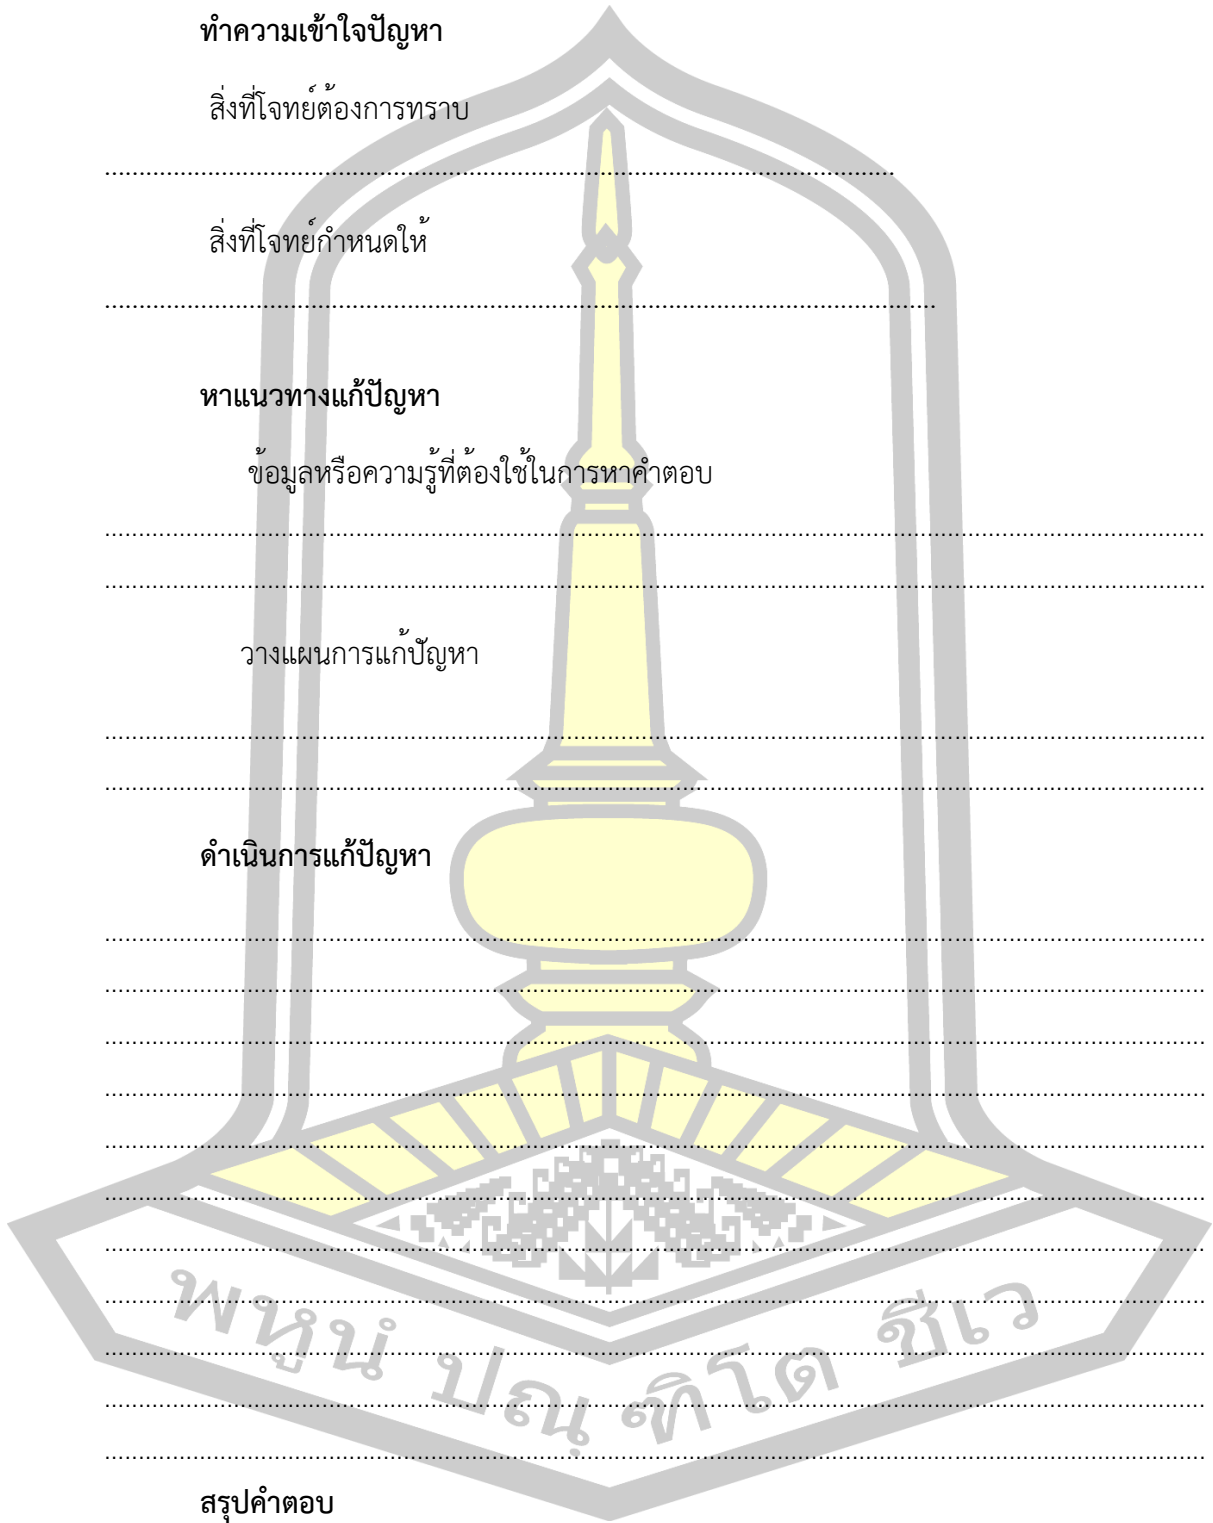 ทำความเข้าใจปัญหา
สิ่งที่โจทย์ต้องการทราบ
....................................................................................................................
สิ่งที่โจทย์กำหนดให้
..........................................................................................................................
หาแนวทางแก้ปัญหา
ข้อมูลหรือความรู้ที่ต้องใช้ในการหาคำตอบ
..................................................................................................................................................................
..................................................................................................................................................................
วางแผนการแก้ปัญหา
..................................................................................................................................................................
..................................................................................................................................................................
ดำเนินการแก้ปัญหา
..................................................................................................................................................................
..................................................................................................................................................................
..................................................................................................................................................................
..................................................................................................................................................................
..................................................................................................................................................................
..................................................................................................................................................................
..................................................................................................................................................................
..................................................................................................................................................................
..................................................................................................................................................................
..................................................................................................................................................................
..................................................................................................................................................................
พหูนํ ปณฺฑิโต ชีเว
สรุปคำตอบ